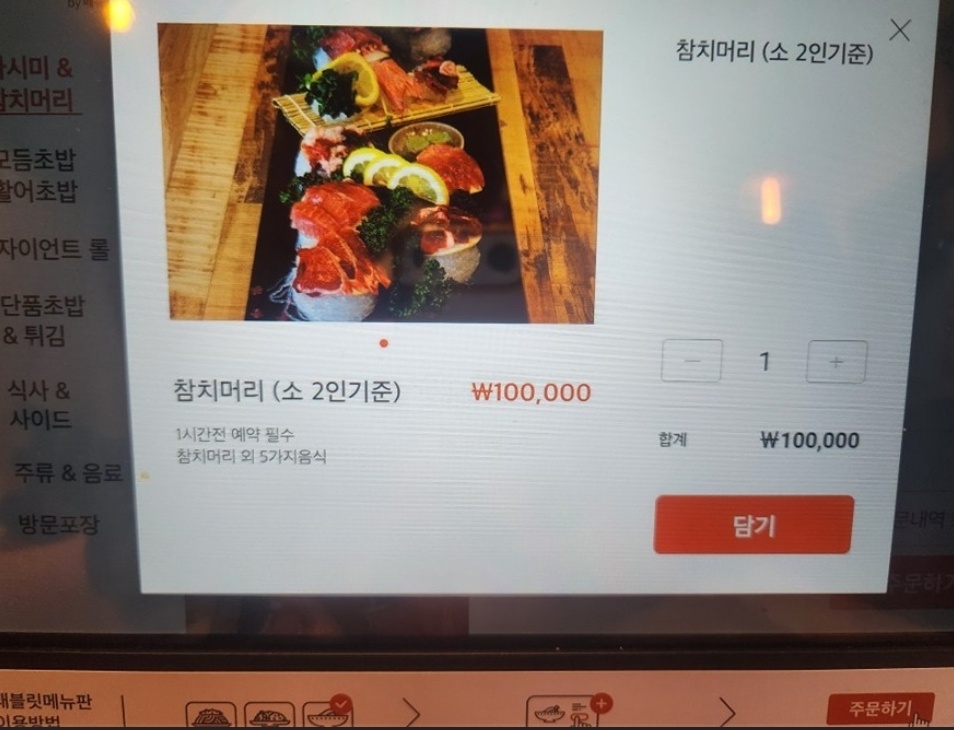 참치머리 (소 2인기준)
시미 &
참치머리
모듬초밥
활어초밥
자이언트 롤
단품초밥
& 튀김
식사 &
사이드
주류 & 음료
방문포장
1
참치머리 (소 2인기준) ₩100,000
1시간전 예약 필수
참치머리 외 5가지음식
합계 ₩100,000
담기
문내역
주문하기
태블릿메뉴판
이용방법
주문하기